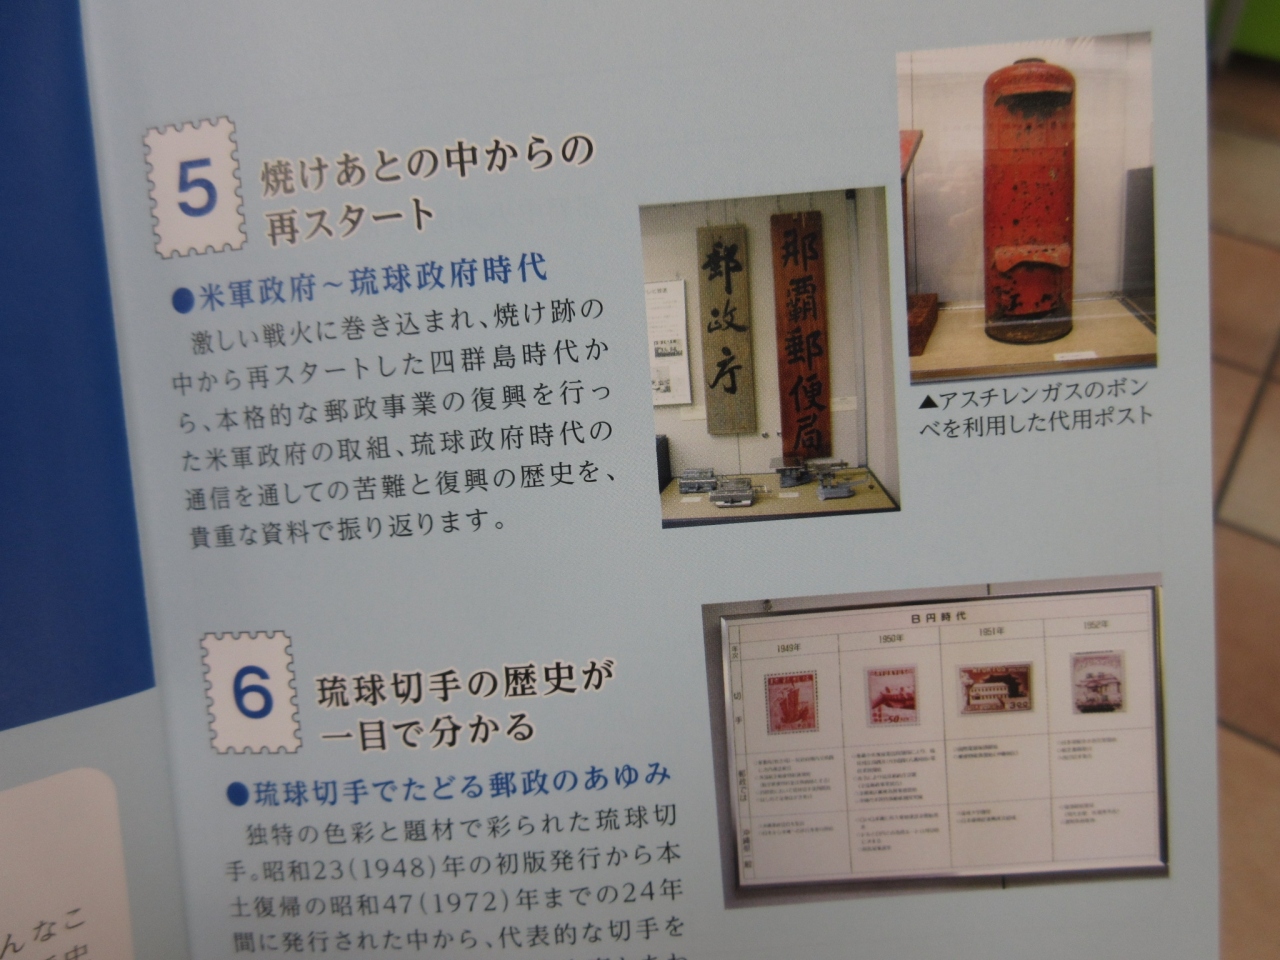 5
焼けあとの中からの
再スタート
●米軍政府～琉球政府時代
激しい戦火に巻き込まれ、焼け跡の
中から再スタートした四群島時代か
ら、本格的な郵政事業の復興を行っ
た米軍政府の取組、琉球政府時代の
通信を通しての苦難と復興の歴史を、
貴重な資料で振り返ります。
郵政庁
那覇郵便局
▲アスチレンガスのボン
ベを利用した代用ポスト
6
琉球切手の歴史が
一目で分かる
●琉球切手でたどる郵政のあゆみ
独特の色彩と題材で彩られた琉球切
手。昭和23(1948)年の初版発行から本
土復帰の昭和47(1972)年までの24年
間に発行された中から、代表的な切手を
B円時代
1949年
1950年
1951年
1952年
切手
んなこ